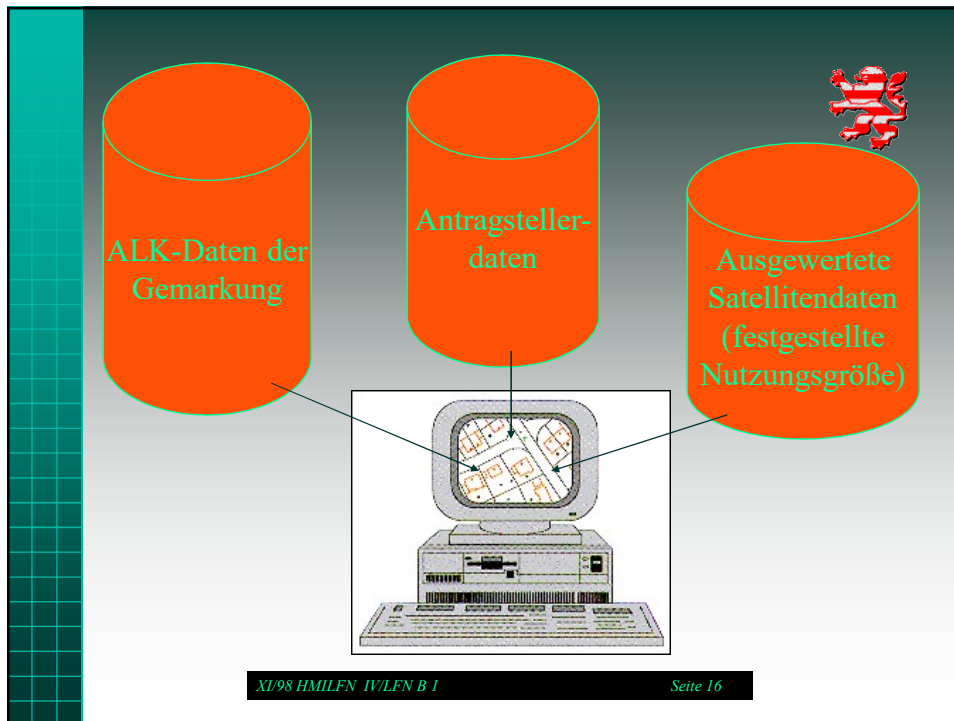 ALK-Daten der
Gemarkung
Antragsteller-
daten
Ausgewertete
Satellitendaten
(festgestellte
Nutzungsgröße)
XI/98 HMILFN IV/LFN B 1 Seite 16